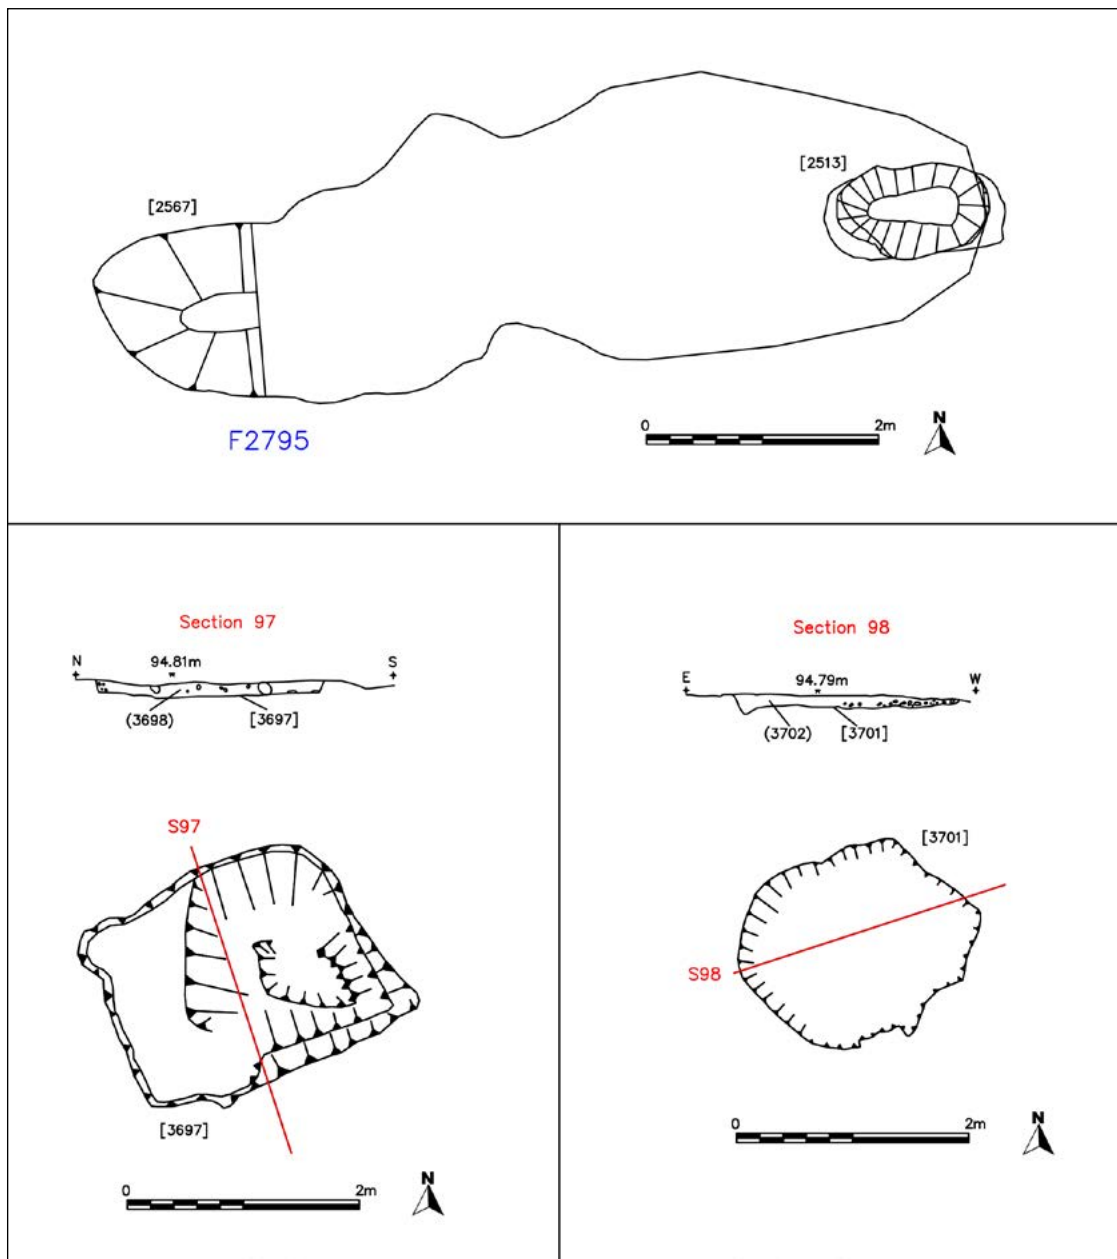 [2513]
[2567]
F2795
0 2m
N
Section 97
N 94.81m S
(3698) [3697]
S97
[3697]
0 2m
N
Section 98
E 94.79m W
(3702) [3701]
[3701]
S98
0 2m
N